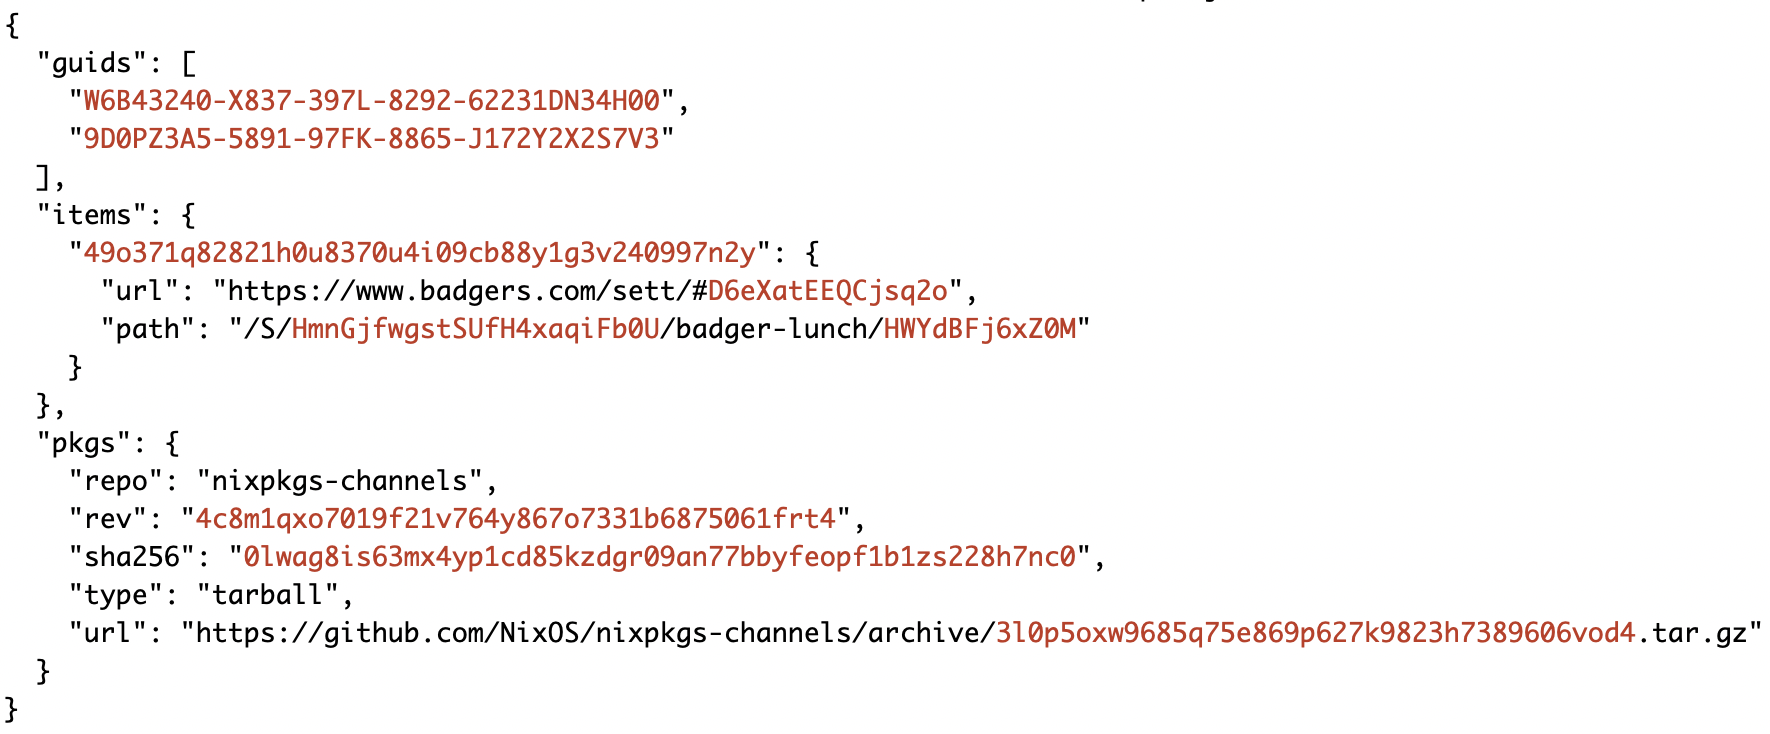 {
  "guids": [
    "W6B43240-X837-397L-8292-62231DN34H00",
    "9D0PZ3A5-5891-97FK-8865-J172Y2X2S7V3"
  ],
  "items": {
    "49o371q82821h0u8370u4i09cb88y1g3v240997n2y": {
      "url": "https://www.badgers.com/sett/#D6eXatEEQCjsq2o",
      "path": "/S/HmnGjfwgstSUfH4xaqiFb0U/badger-lunch/HWYdBFj6xZ0M"
    }
  },
  "pkgs": {
    "repo": "nixpkgs-channels",
    "rev": "4c8m1qxo7019f21v764y867o7331b6875061frt4",
    "sha256": "0lwag8is63mx4yp1cd85kzdgr09an77bbyfeopf1b1zs228h7nc0",
    "type": "tarball",
    "url": "https://github.com/NixOS/nixpkgs-channels/archive/3l0p5oxw9685q75e869p627k9823h7389606vod4.tar.gz"
  }
}